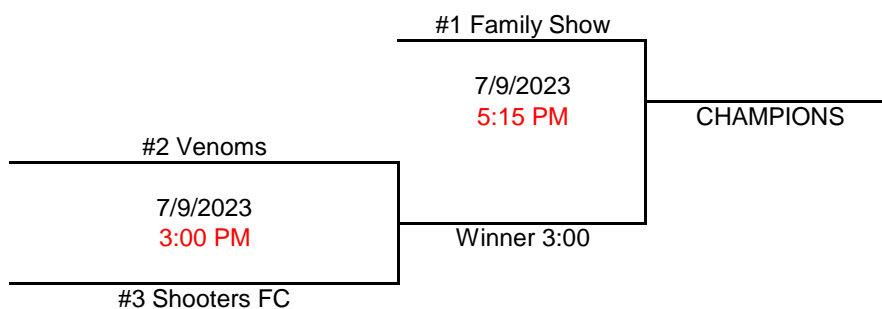 #1 Family Show
7/9/2023
5:15 PM
CHAMPIONS
#2 Venoms
7/9/2023
3:00 PM
Winner 3:00
#3 Shooters FC